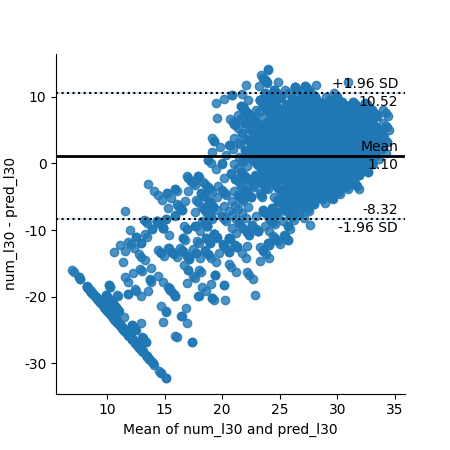 +1.96 SD
10.52
Mean
1.10
-8.32
-1.96 SD
10
0
-10
-20
-30
num_l30 - pred_l30
10 15 20 25 30 35
Mean of num_l30 and pred_l30